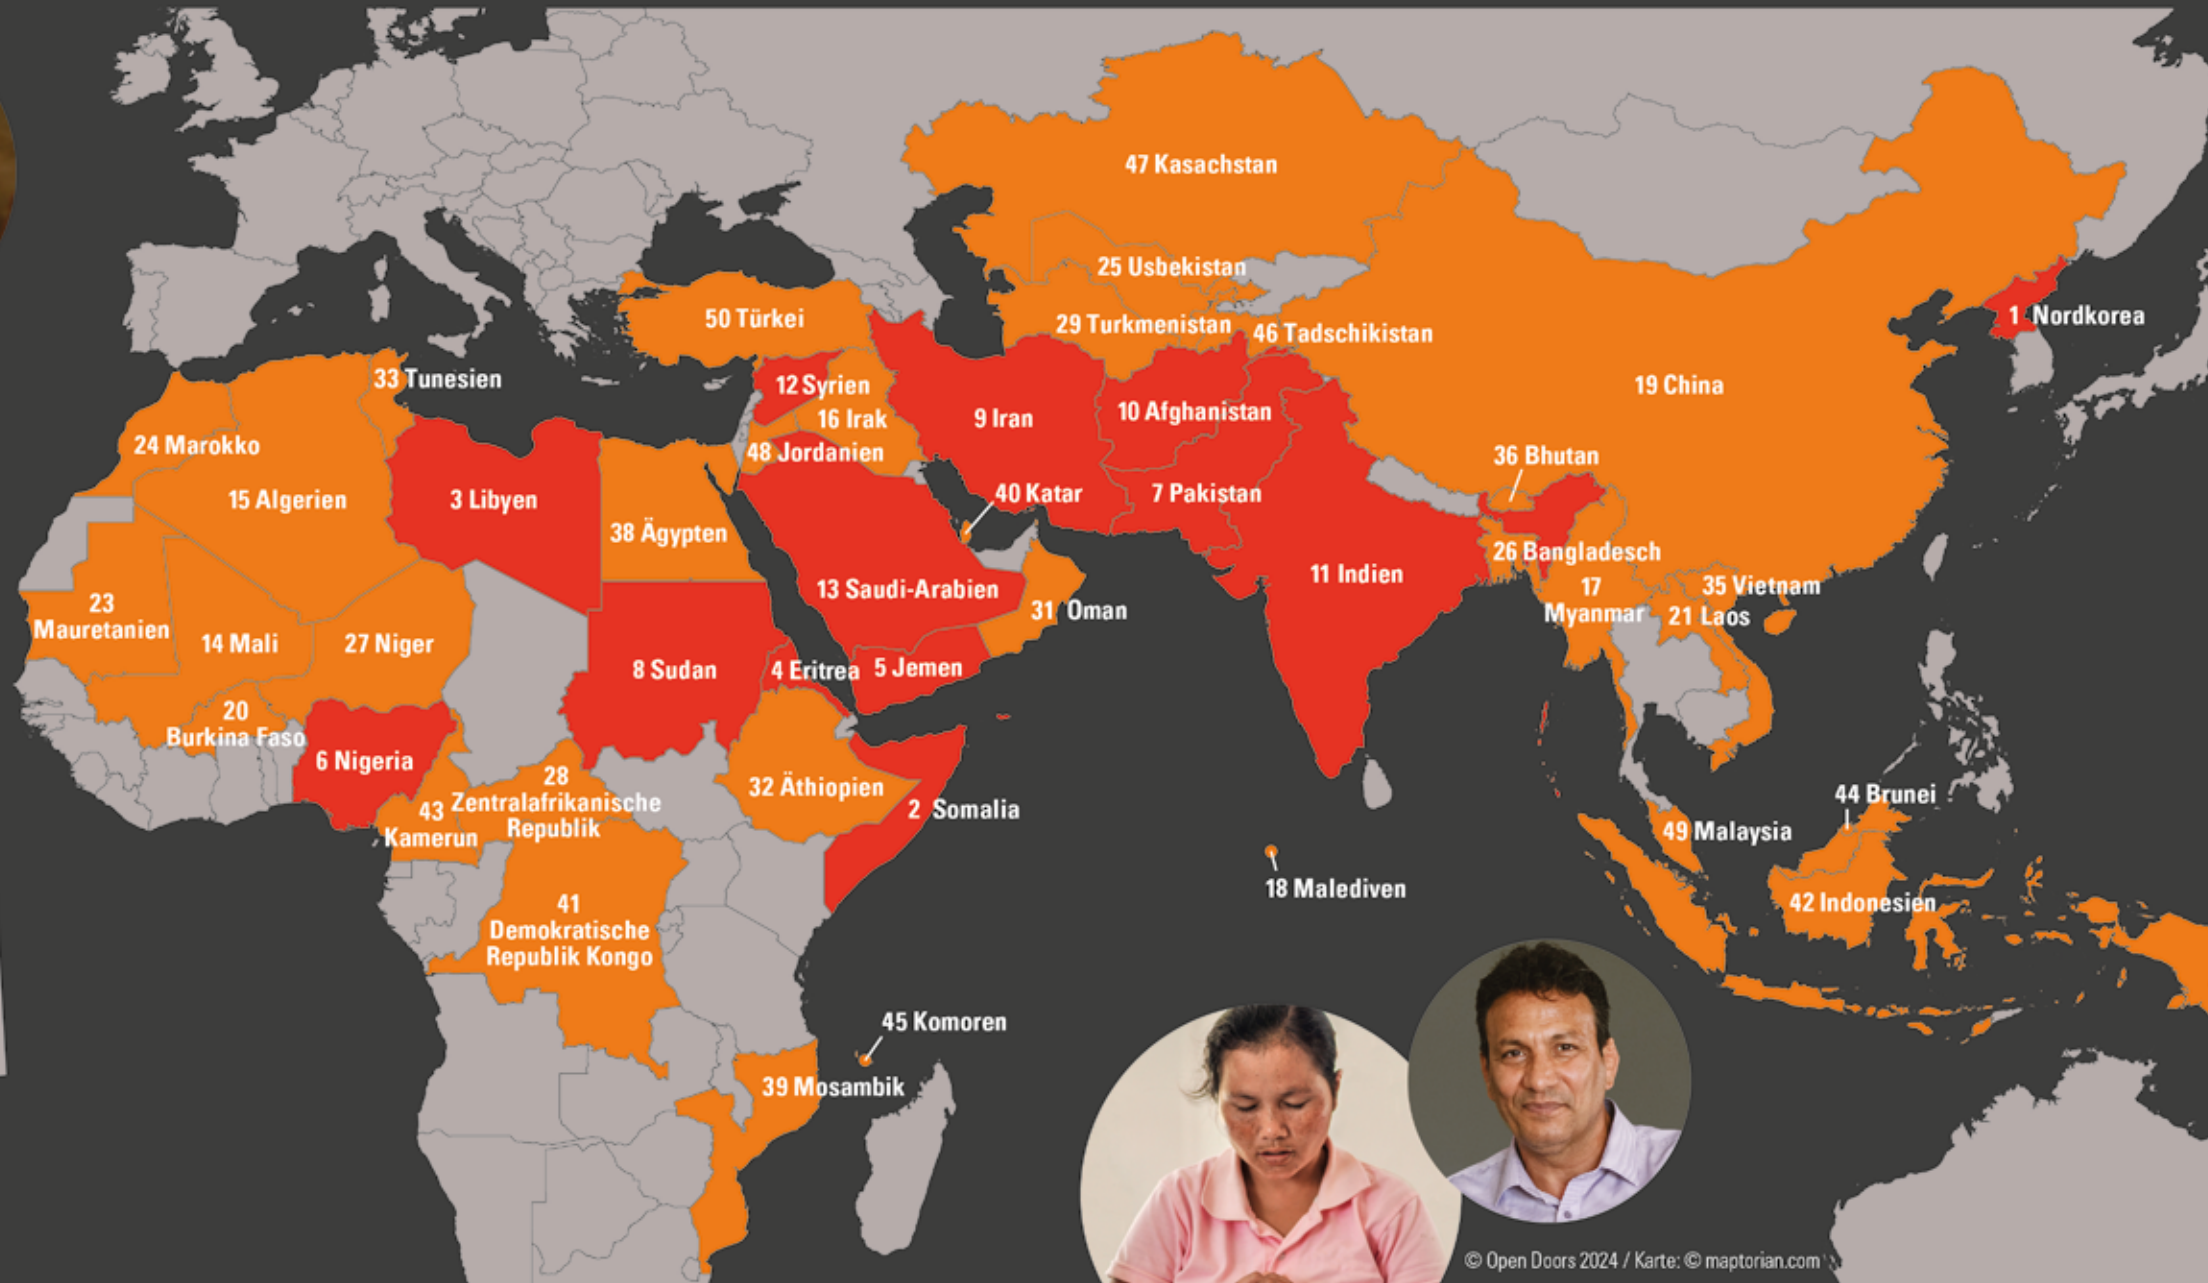 47 Kasachstan
25 Usbekistan
50 Türkei
29 Turkmenistan
46 Tadschikistan
1 Nordkorea
33 Tunesien
12 Syrien
19 China
16 Irak
9 Iran
10 Afghanistan
24 Marokko
48 Jordanien
36 Bhutan
15 Algerien
3 Libyen
40 Katar
7 Pakistan
38 Ägypten
26 Bangladesch
11 Indien
13 Saudi-Arabien
17
Myanmar
35 Vietnam
21 Laos
23
Mauretanien
31 Oman
14 Mali
27 Niger
8 Sudan
4 Eritrea
5 Jemen
20
Burkina Faso
6 Nigeria
28
Zentralafrikanische
Republik
32 Äthiopien
2 Somalia
43
Kamerun
44 Brunei
49 Malaysia
18 Malediven
42 Indonesien
41
Demokratische
Republik Kongo
45 Komoren
39 Mosambik
© Open Doors 2024 / Karte: © maptorian.com